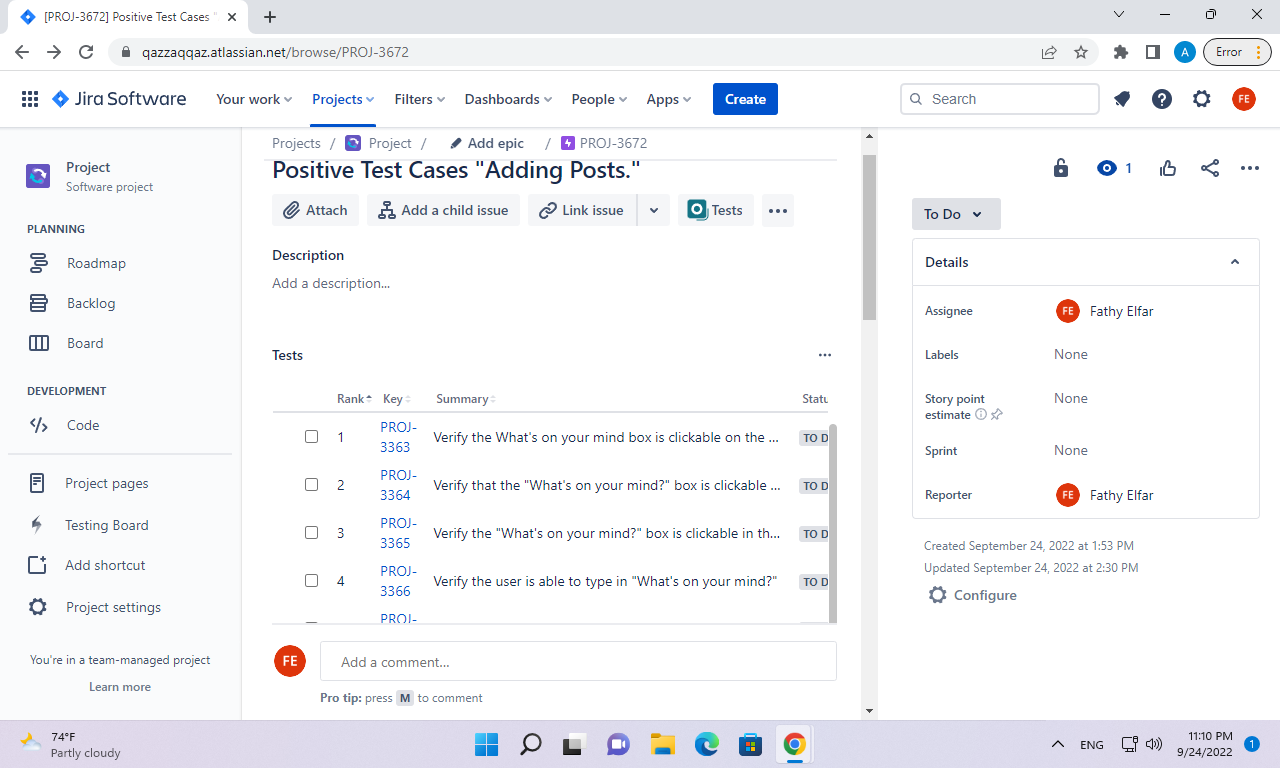 [PROJ-3672] Positive Test Cases "
qazzaqqaz.atlassian.net/browse/PROJ-3672
A
Error
Jira Software
Your work
Projects
Filters
Dashboards
People
Apps
Create
Search
FE
Project
Software project
PLANNING
Roadmap
Backlog
Board
DEVELOPMENT
Code
Project pages
Testing Board
Add shortcut
Project settings
You're in a team-managed project
Learn more
Projects / Project / Add epic / PROJ-3672
Positive Test Cases "Adding Posts."
Attach
Add a child issue
Link issue
Tests
Description
Add a description...
Tests
Rank Key Summary Statu
1 PROJ-3363 Verify the What's on your mind box is clickable on the ... TO D
2 PROJ-3364 Verify that the "What's on your mind?" box is clickable ... TO D
3 PROJ-3365 Verify the "What's on your mind?" box is clickable in th... TO D
4 PROJ-3366 Verify the user is able to type in "What's on your mind?" TO D
PROJ-
FE
Add a comment...
Pro tip: press M to comment
1
To Do
Details
Assignee FE Fathy Elfar
Labels None
Story point estimate None
Sprint None
Reporter FE Fathy Elfar
Created September 24, 2022 at 1:53 PM
Updated September 24, 2022 at 2:30 PM
Configure
74°F
Partly cloudy
ENG
11:10 PM
9/24/2022
1